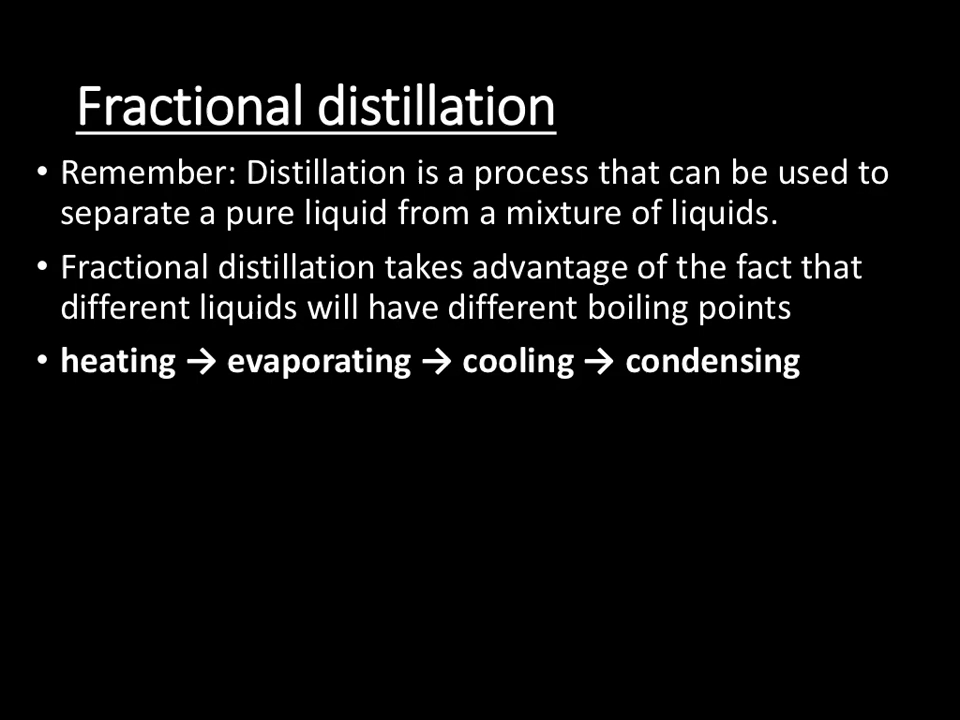 Fractional distillation
• Remember: Distillation is a process that can be used to
separate a pure liquid from a mixture of liquids.
• Fractional distillation takes advantage of the fact that
different liquids will have different boiling points
• heating → evaporating → cooling → condensing